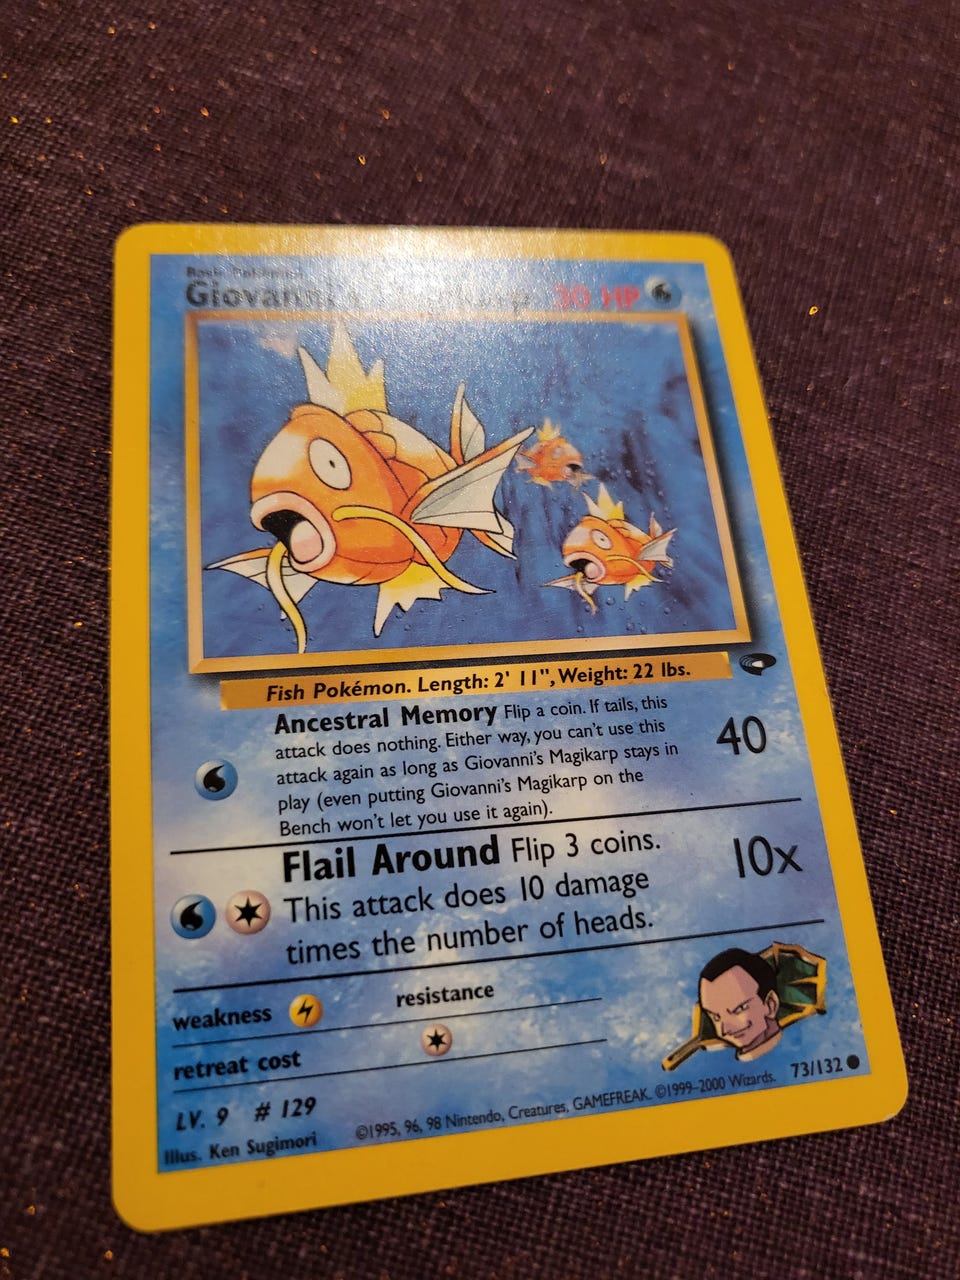 Basic Pokémon
Giovanni's Magikarp 30 HP
Fish Pokémon. Length: 2' 11", Weight: 22 lbs.
Ancestral Memory Flip a coin. If tails, this
attack does nothing. Either way, you can't use this
attack again as long as Giovanni's Magikarp stays in
play (even putting Giovanni's Magikarp on the
Bench won't let you use it again).
40
Flail Around Flip 3 coins.
This attack does 10 damage
times the number of heads.
10x
weakness
resistance
retreat cost
LV. 9 # 129
Illus. Ken Sugimori
©1995, 96, 98 Nintendo, Creatures, GAMEFREAK. ©1999-2000 Wizards.
73/132